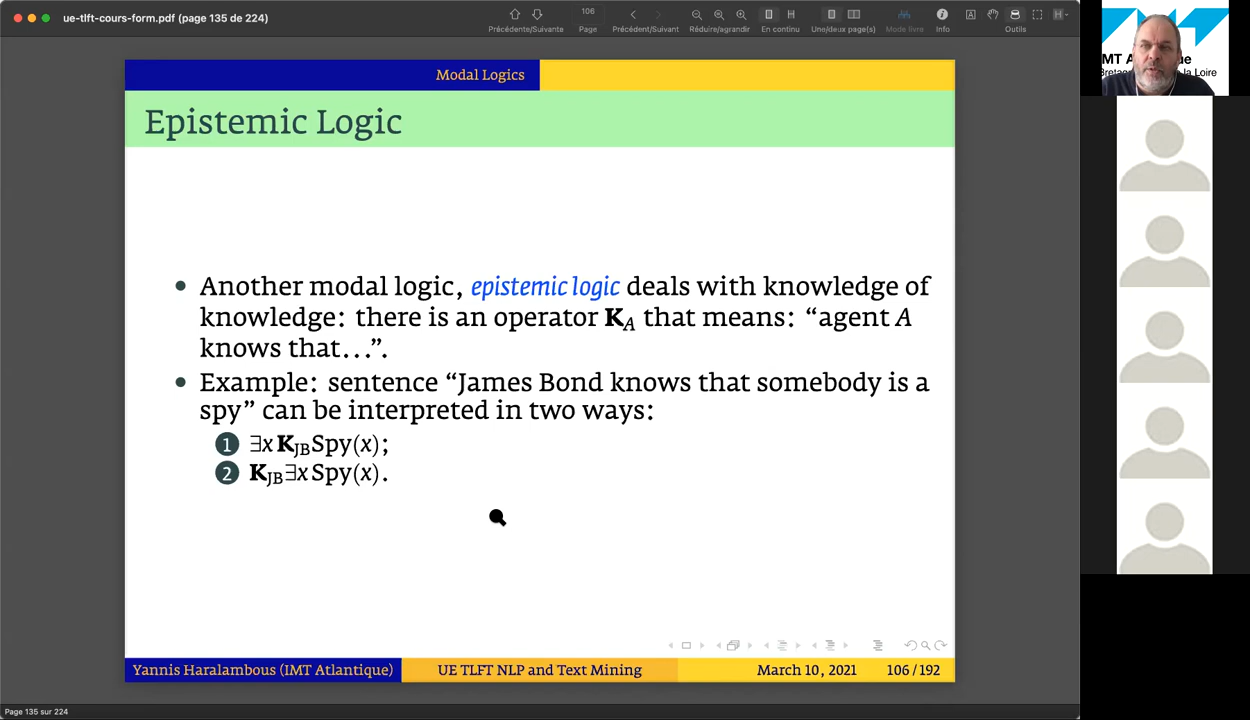 ue-tlft-cours-form.pdf (page 135 de 224)
106
Précédente/Suivante Page Précédent/Suivant Réduire/agrandir En continu Uno/deux page(s) Mode livre Info Outils
Modal Logics
Epistemic Logic
• Another modal logic, epistemic logic deals with knowledge of
knowledge: there is an operator K_A that means: “agent A
knows that…”.
• Example: sentence “James Bond knows that somebody is a
spy” can be interpreted in two ways:
1 ∃x K_JB Spy(x);
2 K_JB ∃x Spy(x).
Yannis Haralambous (IMT Atlantique) UE TLFT NLP and Text Mining March 10, 2021 106 / 192
Page 135 sur 224